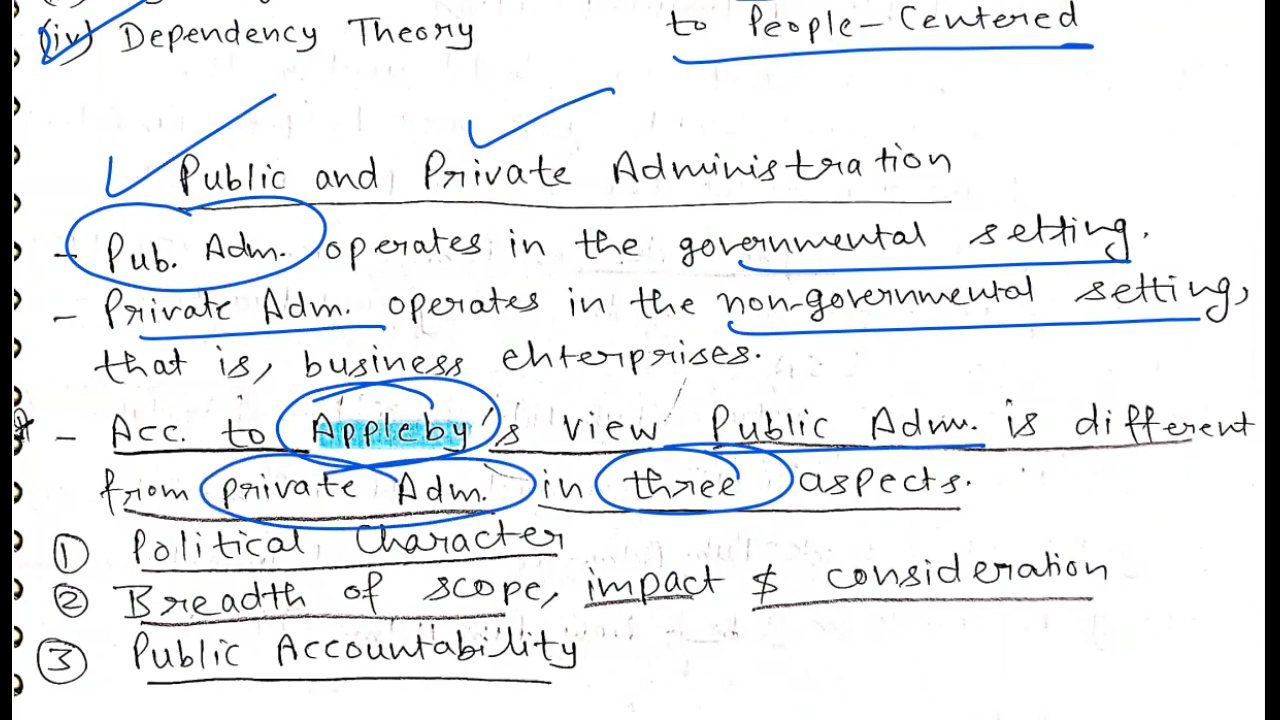 (iv) Dependency Theory to People-Centered
Public and Private Administration
- Pub. Adm. operates in the governmental setting.
- Private Adm. operates in the non-governmental setting,
that is, business enterprises.
* - Acc. to Appleby's view Public Adm. is different
from private Adm. in three aspects.
① Political Character
② Breadth of scope, impact & consideration
③ Public Accountability